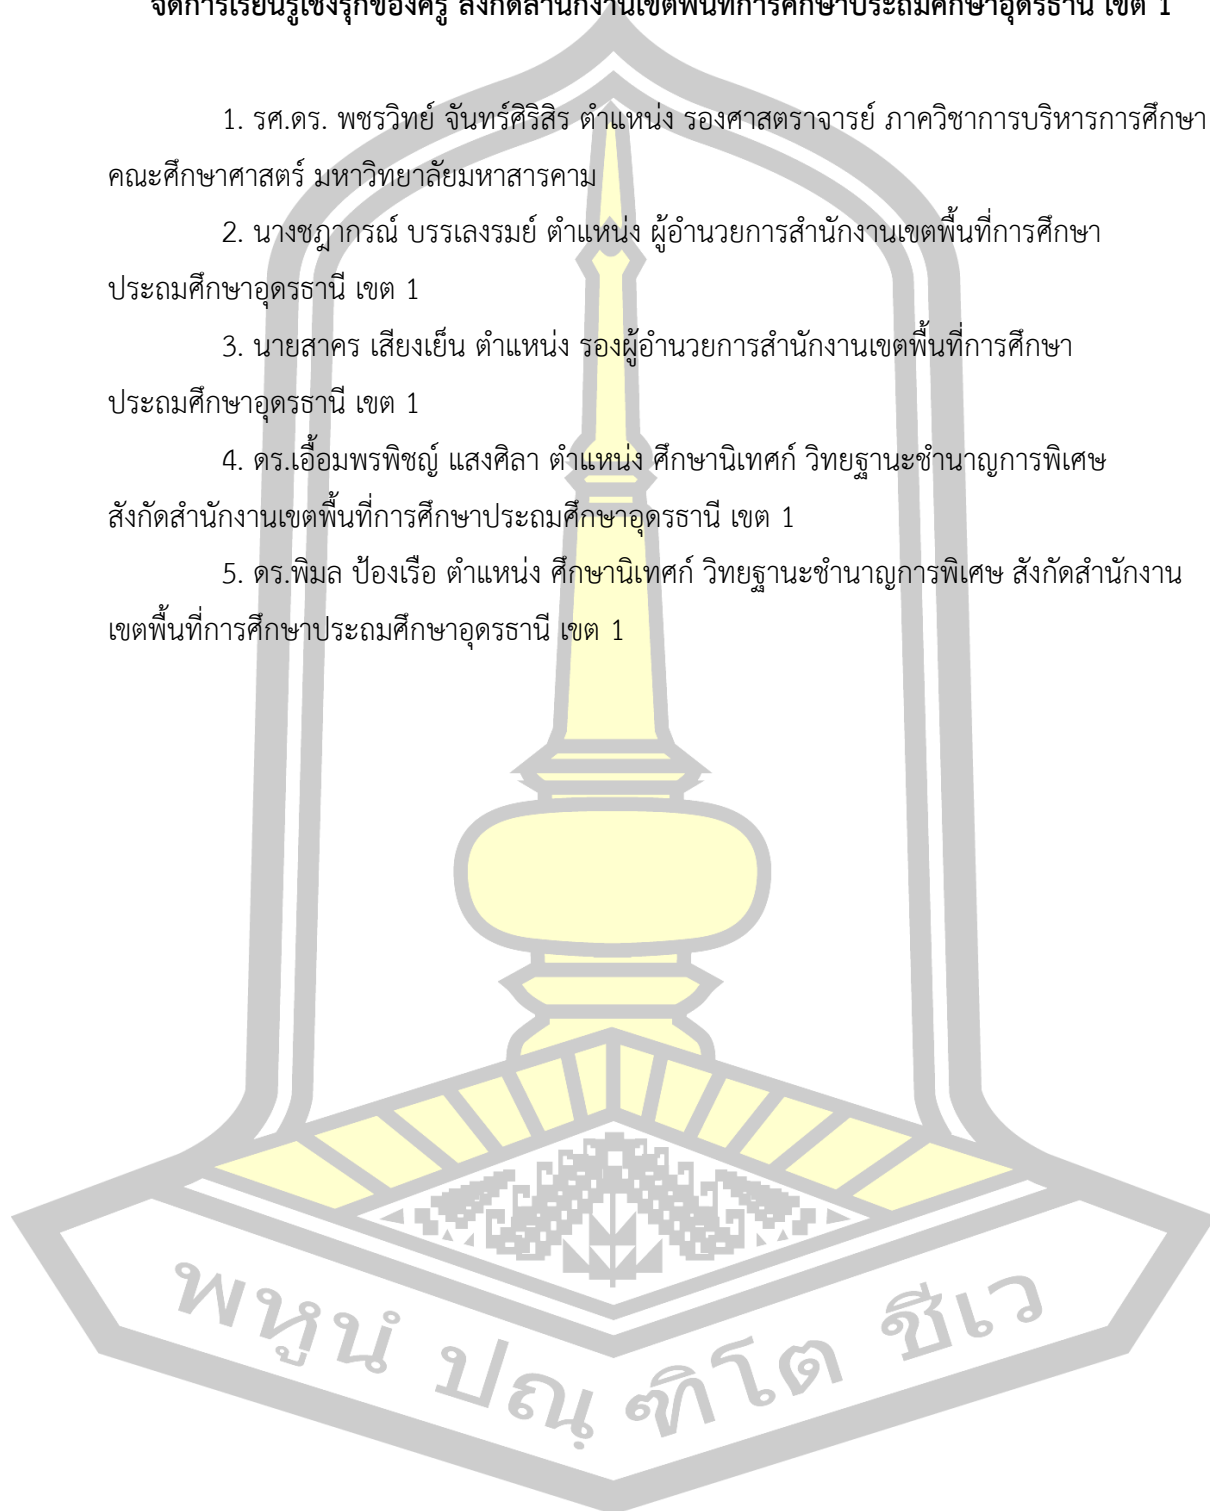 จัดการเรียนรู้เชิงรุกของครู สังกัดสำนักงานเขตพื้นที่การศึกษาประถมศึกษาอุดรธานี เขต 1
1. รศ.ดร. พชรวิทย์ จันทร์ศิริสิร ตำแหน่ง รองศาสตราจารย์ ภาควิชาการบริหารการศึกษา
คณะศึกษาศาสตร์ มหาวิทยาลัยมหาสารคาม
2. นางชฎากรณ์ บรรเลงรมย์ ตำแหน่ง ผู้อำนวยการสำนักงานเขตพื้นที่การศึกษา
ประถมศึกษาอุดรธานี เขต 1
3. นายสาคร เสียงเย็น ตำแหน่ง รองผู้อำนวยการสำนักงานเขตพื้นที่การศึกษา
ประถมศึกษาอุดรธานี เขต 1
4. ดร.เอื้อมพรพิชญ์ แสงศิลา ตำแหน่ง ศึกษานิเทศก์ วิทยฐานะชำนาญการพิเศษ
สังกัดสำนักงานเขตพื้นที่การศึกษาประถมศึกษาอุดรธานี เขต 1
5. ดร.พิมล ป้องเรือ ตำแหน่ง ศึกษานิเทศก์ วิทยฐานะชำนาญการพิเศษ สังกัดสำนักงาน
เขตพื้นที่การศึกษาประถมศึกษาอุดรธานี เขต 1
พหูนํ ปณฺ ฑิโต ชีเว